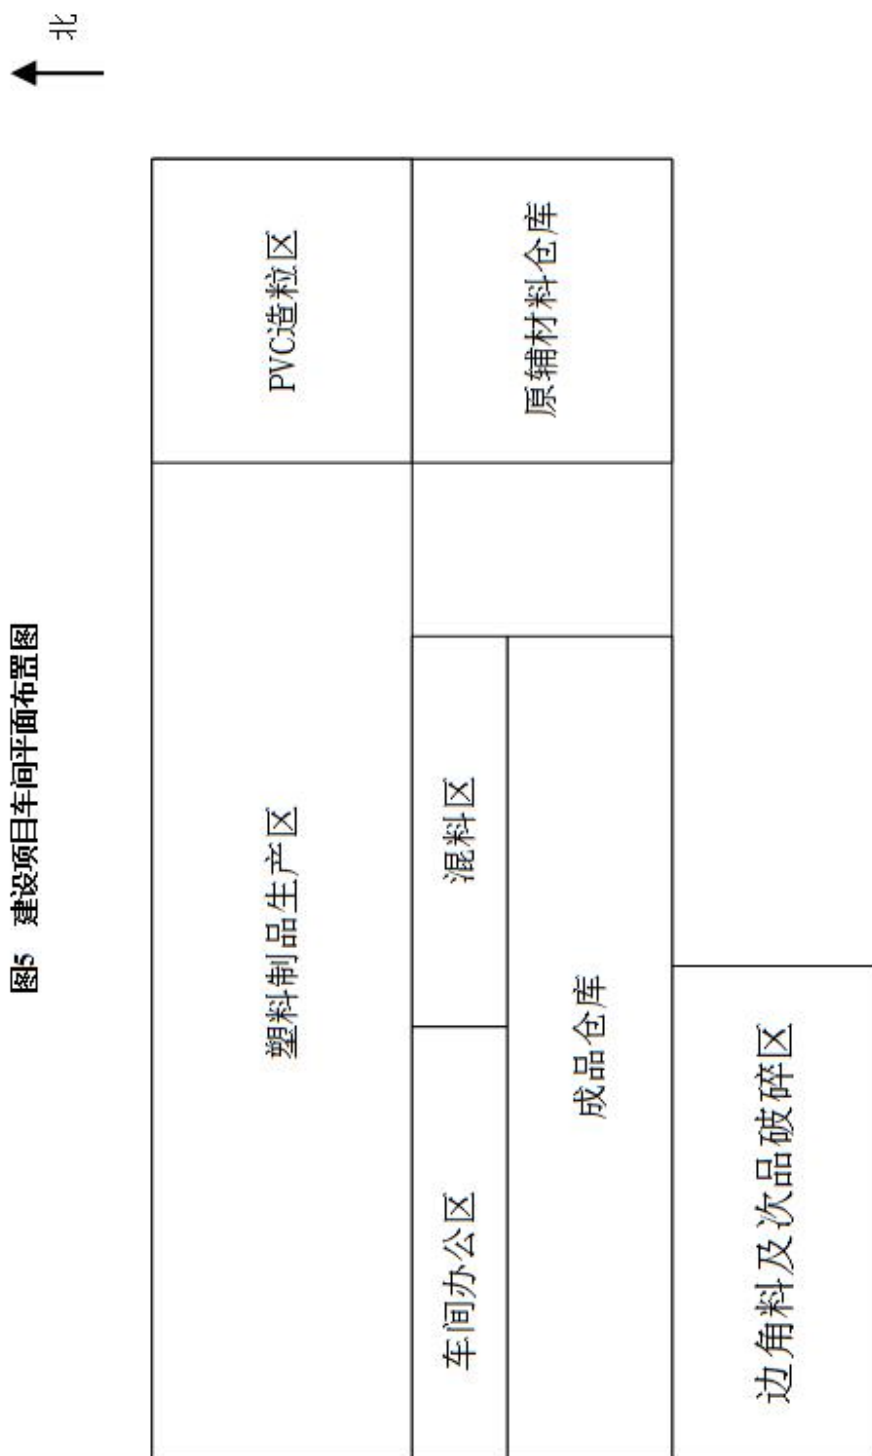 北
PVC造粒区
原辅材料仓库
塑料制品生产区
混料区
成品仓库
车间办公区
边角料及次品破碎区
图5 建设项目车间平面布置图